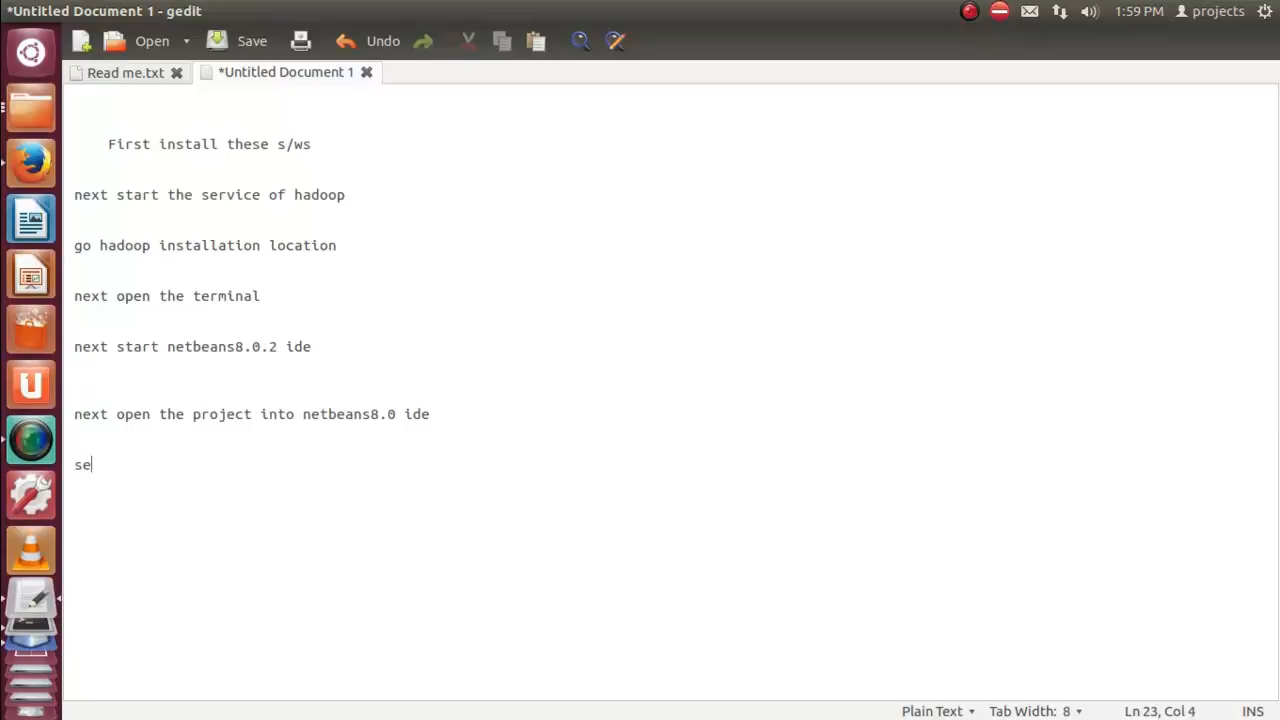 *Untitled Document 1 - gedit
1:59 PM projects
Open Save Undo
Read me.txt *Untitled Document 1
First install these s/ws
next start the service of hadoop
go hadoop installation location
next open the terminal
next start netbeans8.0.2 ide
next open the project into netbeans8.0 ide
se
Plain Text Tab Width: 8 Ln 23, Col 4 INS